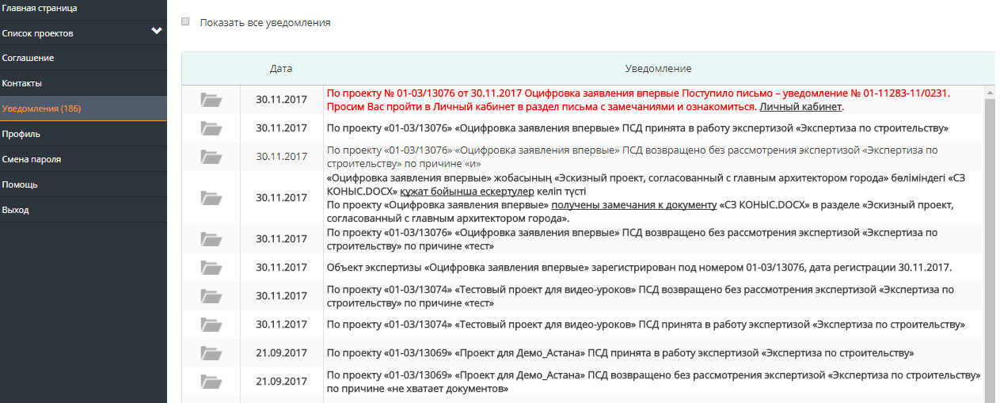 Главная страница
Список проектов
Соглашение
Контакты
Уведомления (186)
Профиль
Смена пароля
Помощь
Выход
Показать все уведомления
Дата Уведомление
30.11.2017 По проекту № 01-03/13076 от 30.11.2017 Оцифровка заявления впервые Поступило письмо – уведомление № 01-11283-11/0231.
Просим Вас пройти в Личный кабинет в раздел письма с замечаниями и ознакомиться. Личный кабинет.
30.11.2017 По проекту «01-03/13076» «Оцифровка заявления впервые» ПСД принята в работу экспертизой «Экспертиза по строительству»
30.11.2017 По проекту «01-03/13076» «Оцифровка заявления впервые» ПСД возвращено без рассмотрения экспертизой «Экспертиза по
строительству» по причине «и»
30.11.2017 «Оцифровка заявления впервые» жобасының «Эскизный проект, согласованный с главным архитектором города» бөліміндегі «СЗ
КОНЫС.DOCX» құжат бойынша ескертулер келіп түсті
По проекту «Оцифровка заявления впервые» получены замечания к документу «СЗ КОНЫС.DOCX» в разделе «Эскизный проект,
согласованный с главным архитектором города».
30.11.2017 По проекту «01-03/13076» «Оцифровка заявления впервые» ПСД возвращено без рассмотрения экспертизой «Экспертиза по
строительству» по причине «тест»
30.11.2017 Объект экспертизы «Оцифровка заявления впервые» зарегистрирован под номером 01-03/13076, дата регистрации 30.11.2017.
30.11.2017 По проекту «01-03/13074» «Тестовый проект для видео-уроков» ПСД возвращено без рассмотрения экспертизой «Экспертиза по
строительству» по причине «тест»
30.11.2017 По проекту «01-03/13074» «Тестовый проект для видео-уроков» ПСД принята в работу экспертизой «Экспертиза по строительству»
21.09.2017 По проекту «01-03/13069» «Проект для Демо_Астана» ПСД принята в работу экспертизой «Экспертиза по строительству»
21.09.2017 По проекту «01-03/13069» «Проект для Демо_Астана» ПСД возвращено без рассмотрения экспертизой «Экспертиза по строительству»
по причине «не хватает документов»